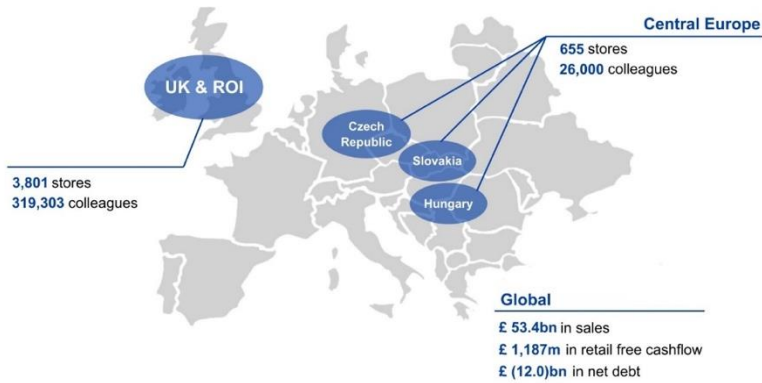 Central Europe
655 stores
26,000 colleagues
UK & ROI
Czech
Republic
Slovakia
Hungary
3,801 stores
319,303 colleagues
Global
£ 53.4bn in sales
£ 1,187m in retail free cashflow
£ (12.0)bn in net debt